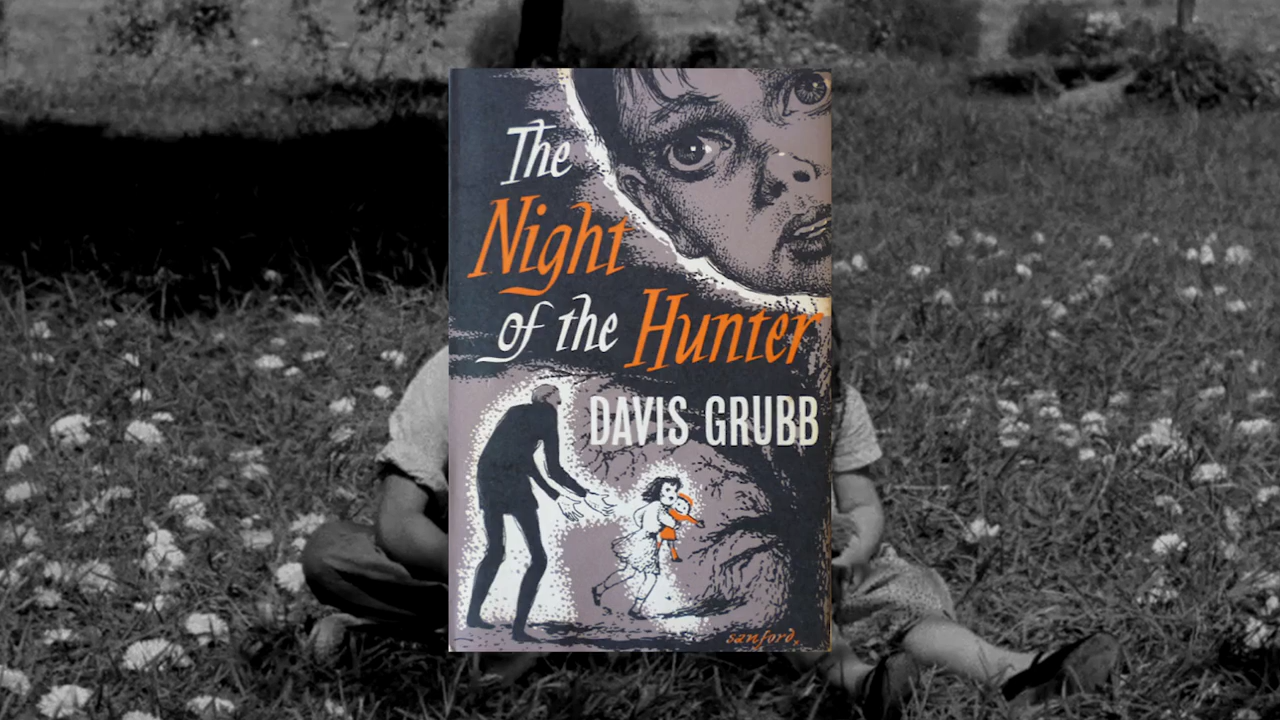 The
Night
of the Hunter
DAVIS GRUBB
sanford.